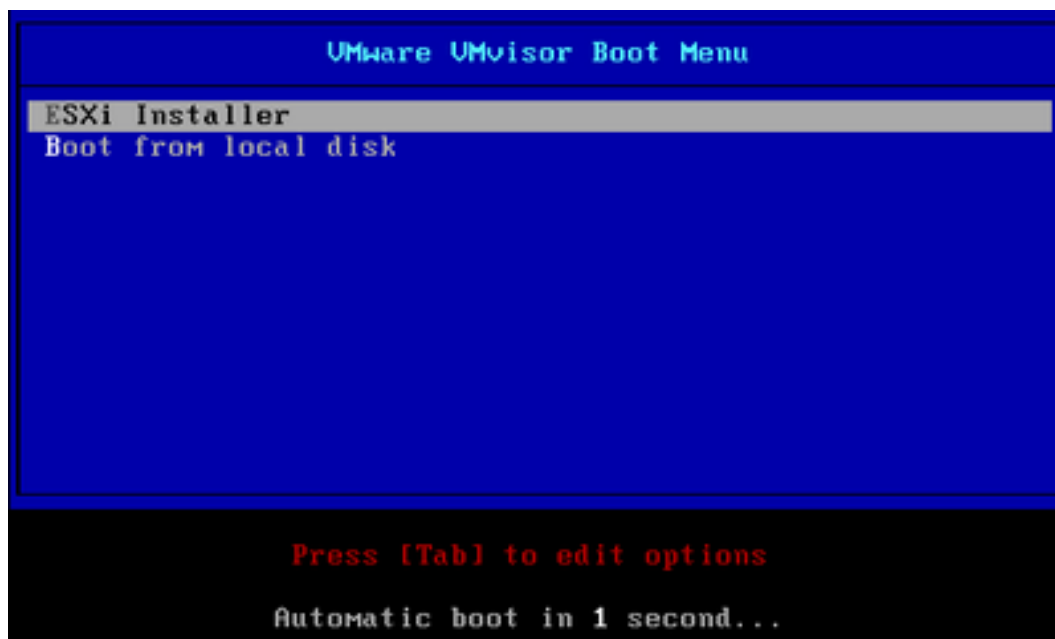 VMware VMvisor Boot Menu
ESXi Installer
Boot from local disk
Press [Tab] to edit options
Automatic boot in 1 second...